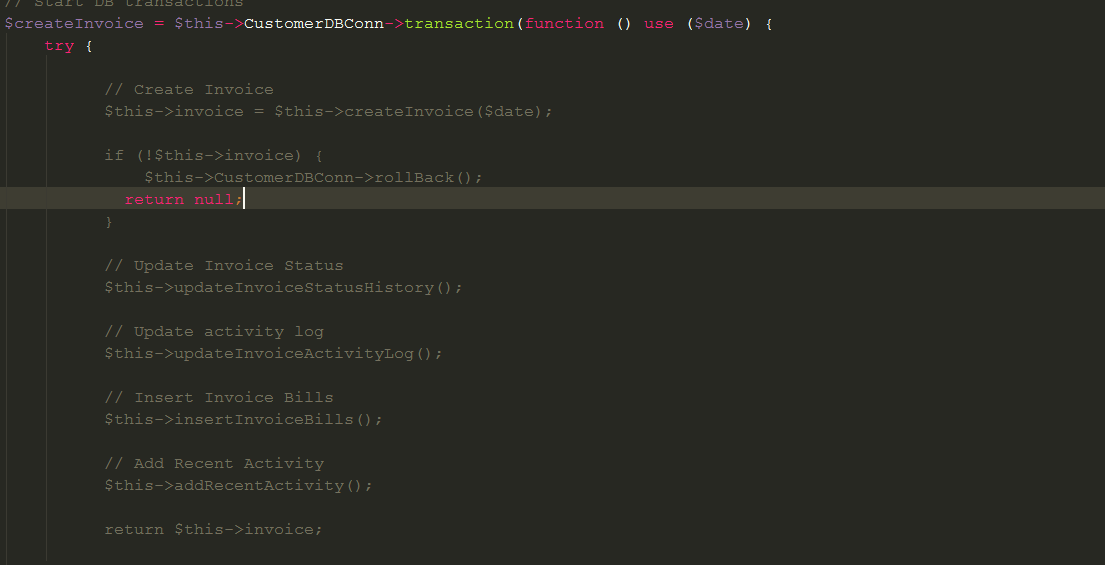 // Start DB transactions
$createInvoice = $this->CustomerDBConn->transaction(function () use ($date) {
try {
// Create Invoice
$this->invoice = $this->createInvoice($date);
if (!$this->invoice) {
$this->CustomerDBConn->rollBack();
return null;
}
// Update Invoice Status
$this->updateInvoiceStatusHistory();
// Update activity log
$this->updateInvoiceActivityLog();
// Insert Invoice Bills
$this->insertInvoiceBills();
// Add Recent Activity
$this->addRecentActivity();
return $this->invoice;